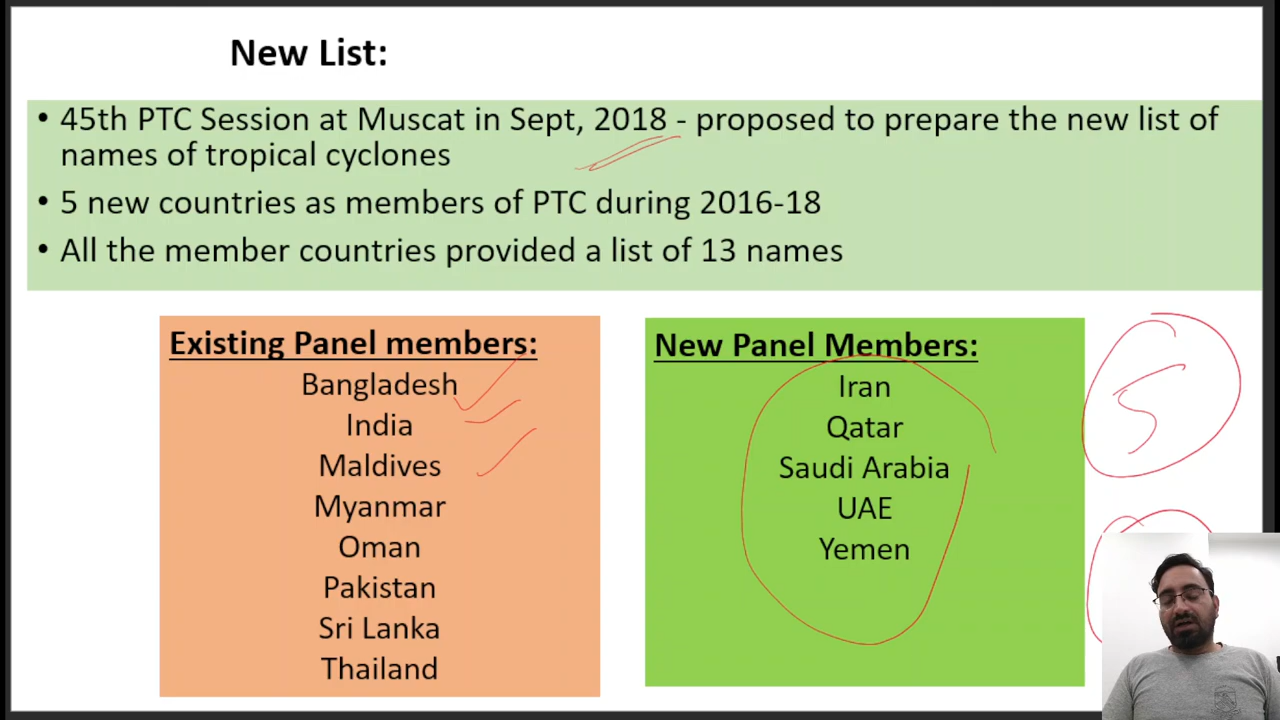 New List:
• 45th PTC Session at Muscat in Sept, 2018 - proposed to prepare the new list of
names of tropical cyclones
• 5 new countries as members of PTC during 2016-18
• All the member countries provided a list of 13 names
Existing Panel members:
Bangladesh
India
Maldives
Myanmar
Oman
Pakistan
Sri Lanka
Thailand
New Panel Members:
Iran
Qatar
Saudi Arabia
UAE
Yemen
5